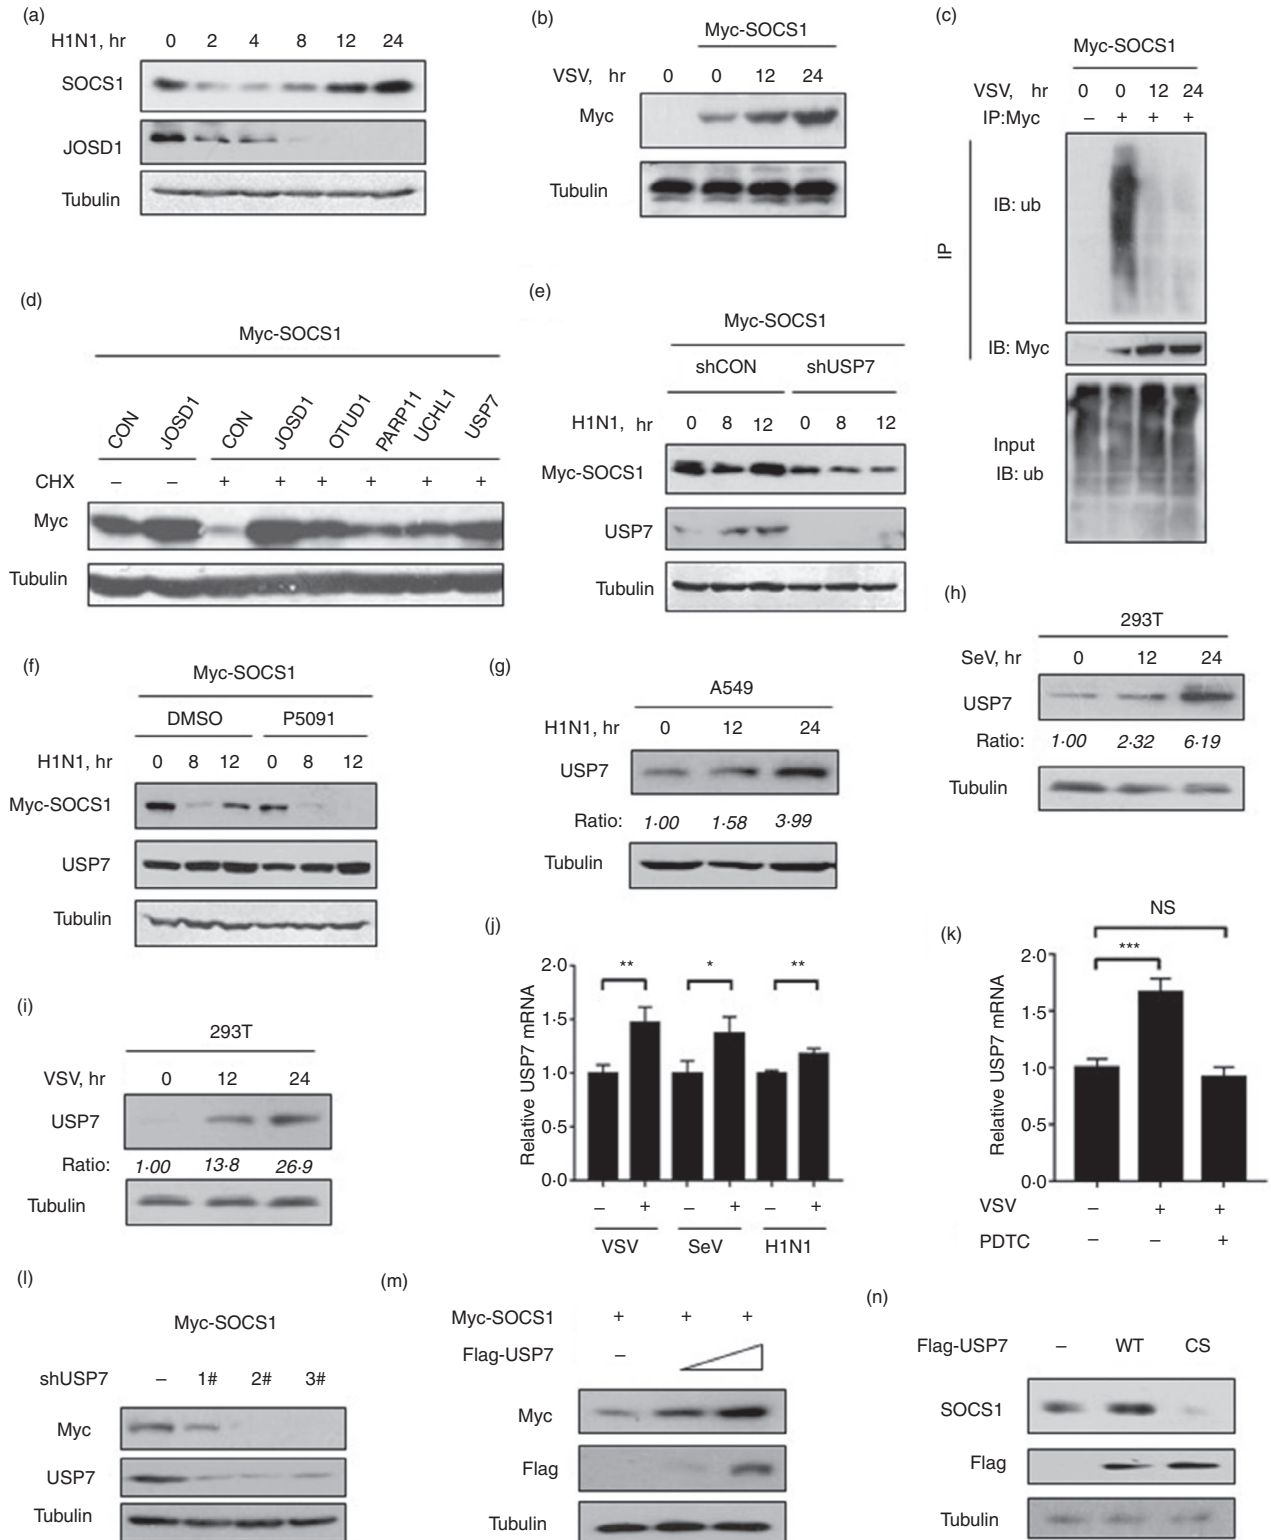 (a)
H1N1, hr 0 2 4 8 12 24
SOCS1
JOSD1
Tubulin
(b)
Myc-SOCS1
VSV, hr 0 0 12 24
Myc
Tubulin
(c)
Myc-SOCS1
VSV, hr 0 0 12 24
IP:Myc – + + +
IP
IB: ub
IB: Myc
Input
IB: ub
(d)
Myc-SOCS1
CON JOSD1 CON JOSD1 OTUD1 PARP11 UCHL1 USP7
CHX – – + + + + + +
Myc
Tubulin
(e)
Myc-SOCS1
shCON shUSP7
H1N1, hr 0 8 12 0 8 12
Myc-SOCS1
USP7
Tubulin
(f)
Myc-SOCS1
DMSO P5091
H1N1, hr 0 8 12 0 8 12
Myc-SOCS1
USP7
Tubulin
(g)
A549
H1N1, hr 0 12 24
USP7
Ratio: 1·00 1·58 3·99
Tubulin
(h)
293T
SeV, hr 0 12 24
USP7
Ratio: 1·00 2·32 6·19
Tubulin
(i)
293T
VSV, hr 0 12 24
USP7
Ratio: 1·00 13·8 26·9
Tubulin
(j)
Relative USP7 mRNA
2·0
1·5
1·0
0·5
0·0
** * **
– + – + – +
VSV SeV H1N1
(k)
Relative USP7 mRNA
2·0
1·5
1·0
0·5
0·0
NS
***
VSV – + +
PDTC – – +
(l)
Myc-SOCS1
shUSP7 – 1# 2# 3#
Myc
USP7
Tubulin
(m)
Myc-SOCS1 + + +
Flag-USP7 –
Myc
Flag
Tubulin
(n)
Flag-USP7 – WT CS
SOCS1
Flag
Tubulin